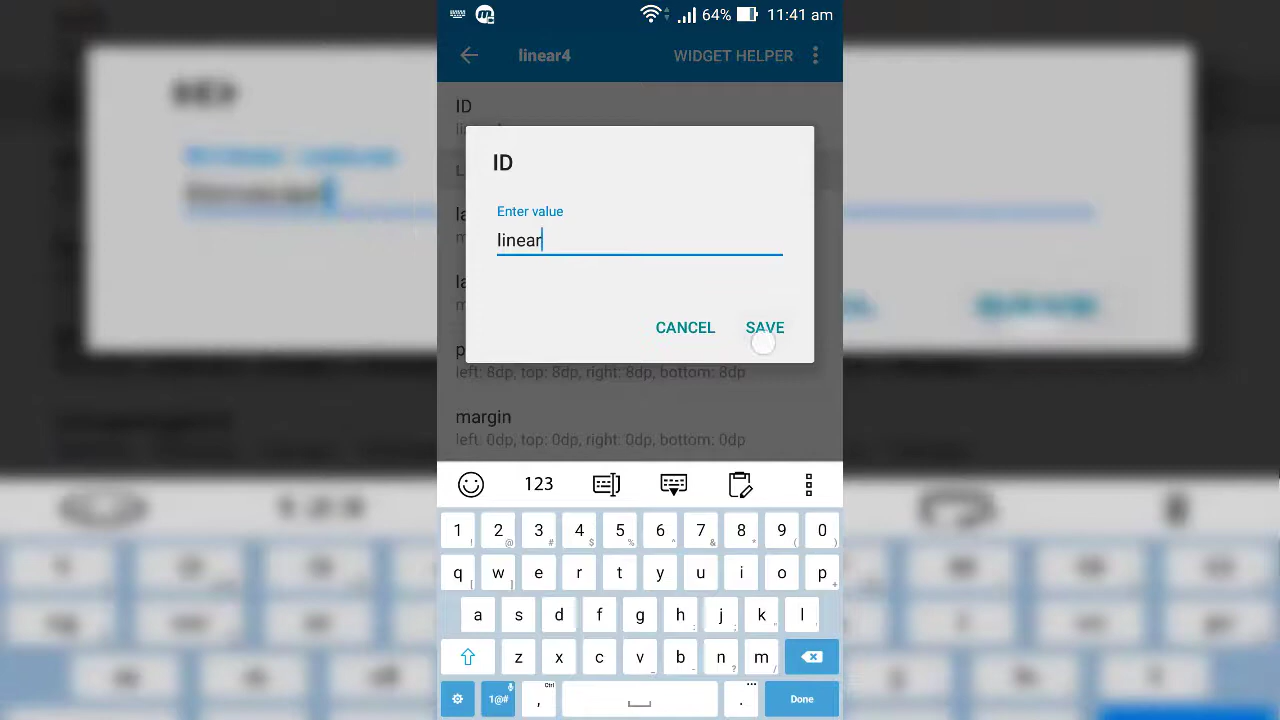 64% 11:41 am
linear4 WIDGET HELPER
ID
ID
Enter value
linear
CANCEL SAVE
left: 8dp, top: 8dp, right: 8dp, bottom: 8dp
margin
left: 0dp, top: 0dp, right: 0dp, bottom: 0dp
123
1 2 3 4 5 6 7 8 9 0
! @ # $ % ^ & * ( )
q w e r t y u i o p
a s d f g h j k l
z x c v b n m
1@# Ctrl , . Done